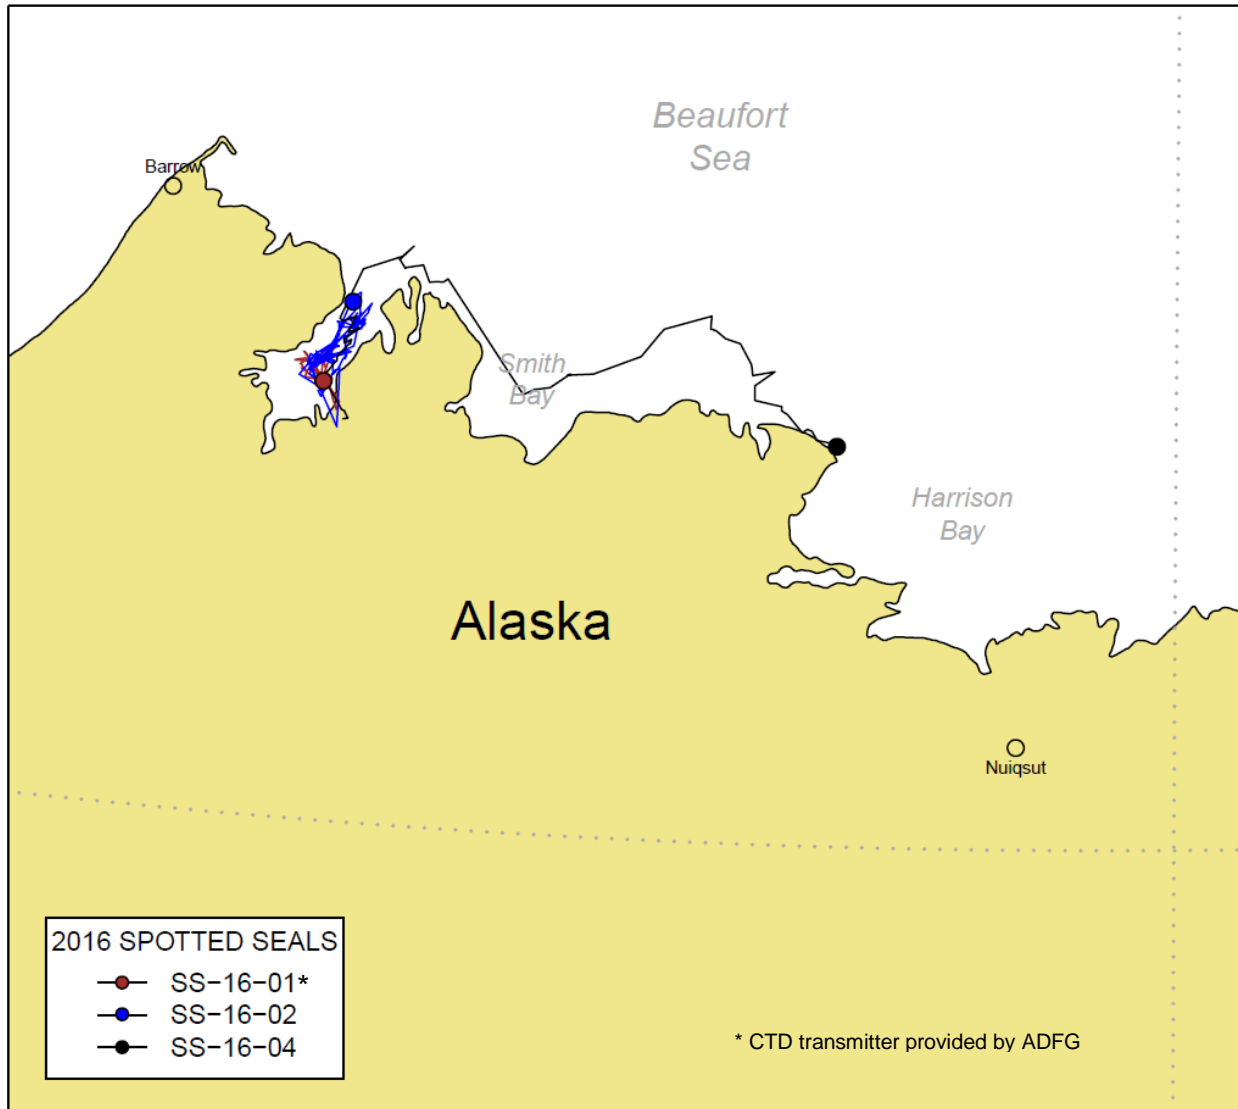 Beaufort
Sea
Barrow
Smith
Bay
Harrison
Bay
Alaska
Nuiqsut
2016 SPOTTED SEALS
SS−16−01*
SS−16−02
SS−16−04
* CTD transmitter provided by ADFG